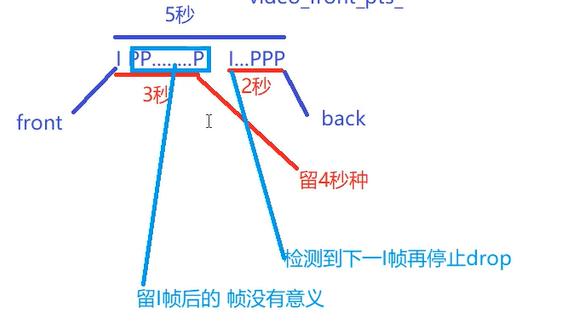 video_front_pts_
5秒
I PP........P I...PPP
3秒 2秒
front
back
留4秒种
检测到下一I帧再停止drop
留I帧后的 帧没有意义